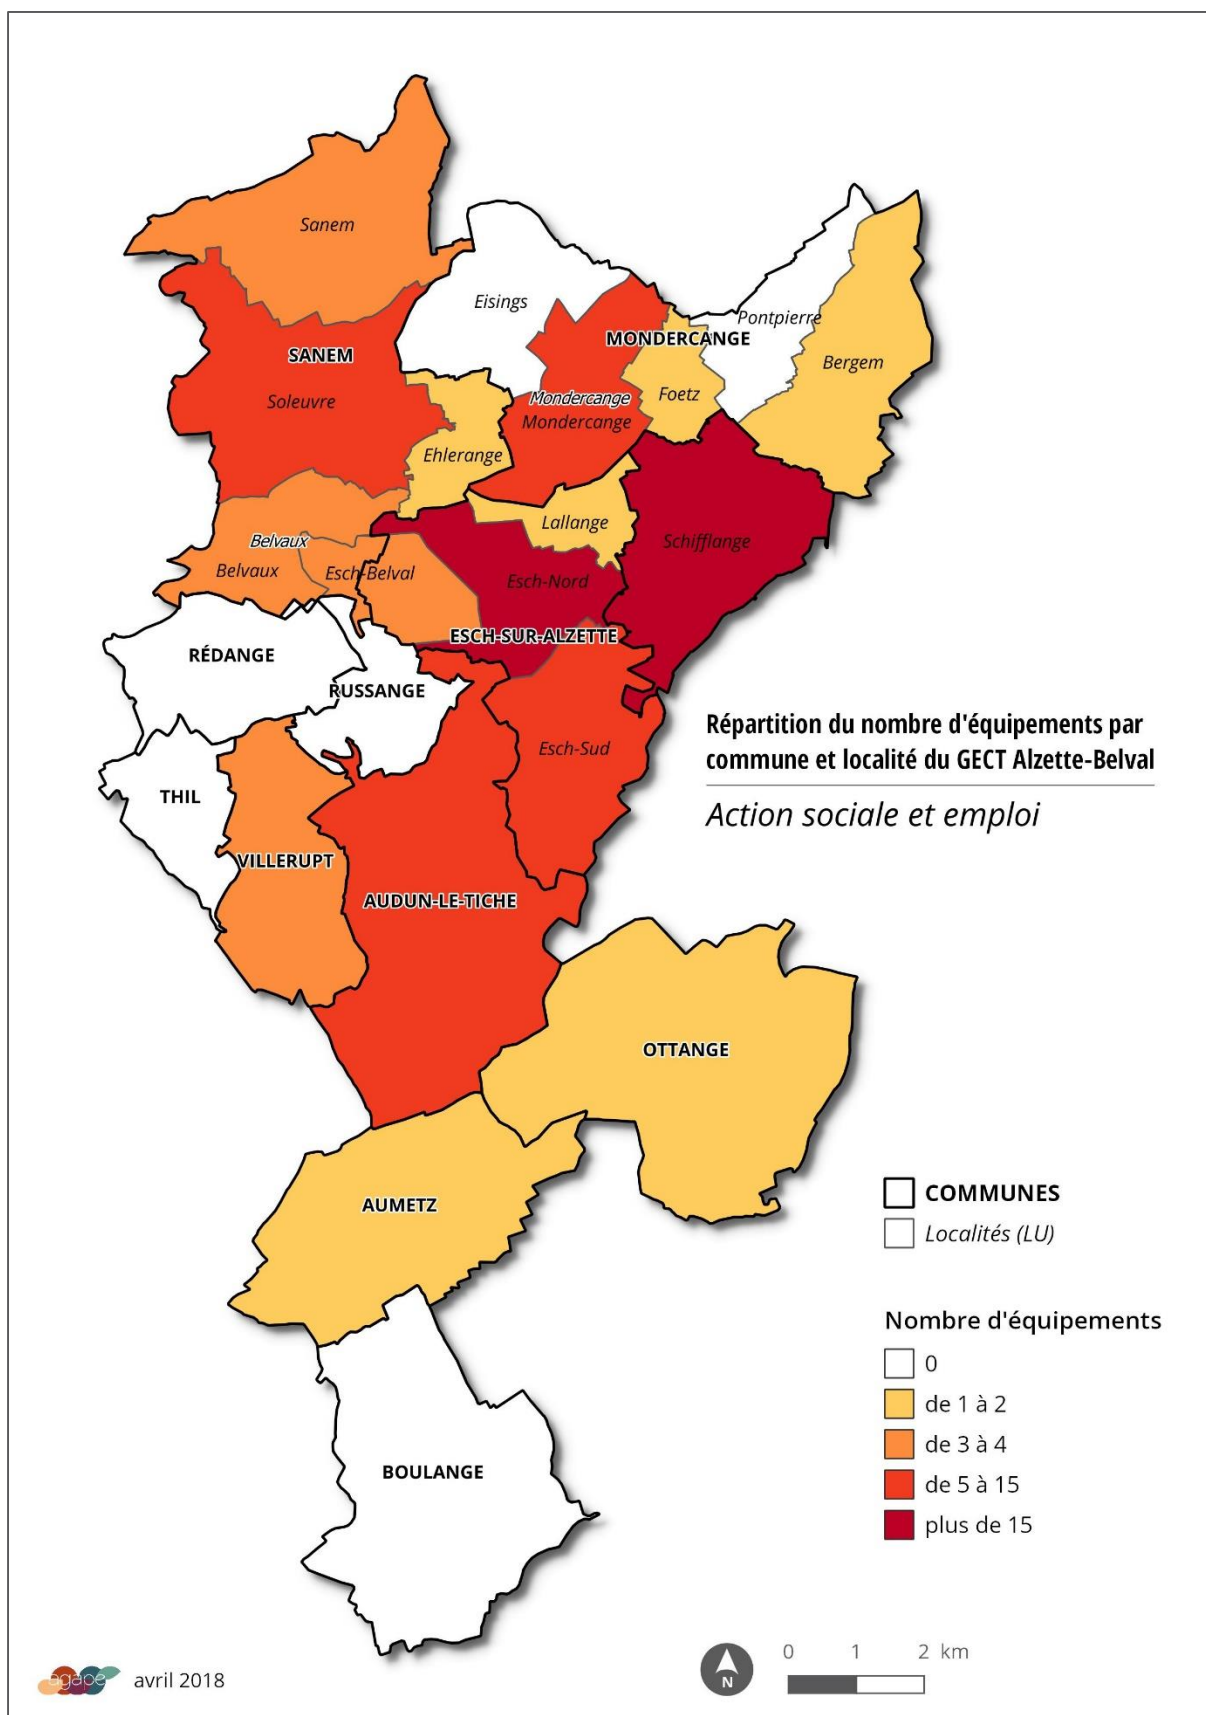 Sanem
Eisings
Pontpierre
MONDERCANGE
SANEM
Bergem
Foetz
Soleuvre
Mondercange
Mondercange
Ehlerange
Lallange
Belvaux
Schifflange
Belvaux
Esch-Belval
Esch-Nord
ESCH-SUR-ALZETTE
RÉDANGE
RUSSANGE
Répartition du nombre d'équipements par
commune et localité du GECT Alzette-Belval
Esch-Sud
THIL
Action sociale et emploi
VILLERUPT
AUDUN-LE-TICHE
OTTANGE
COMMUNES
AUMETZ
Localités (LU)
Nombre d'équipements
0
de 1 à 2
de 3 à 4
BOULANGE
de 5 à 15
plus de 15
0 1 2 km
N
agape avril 2018